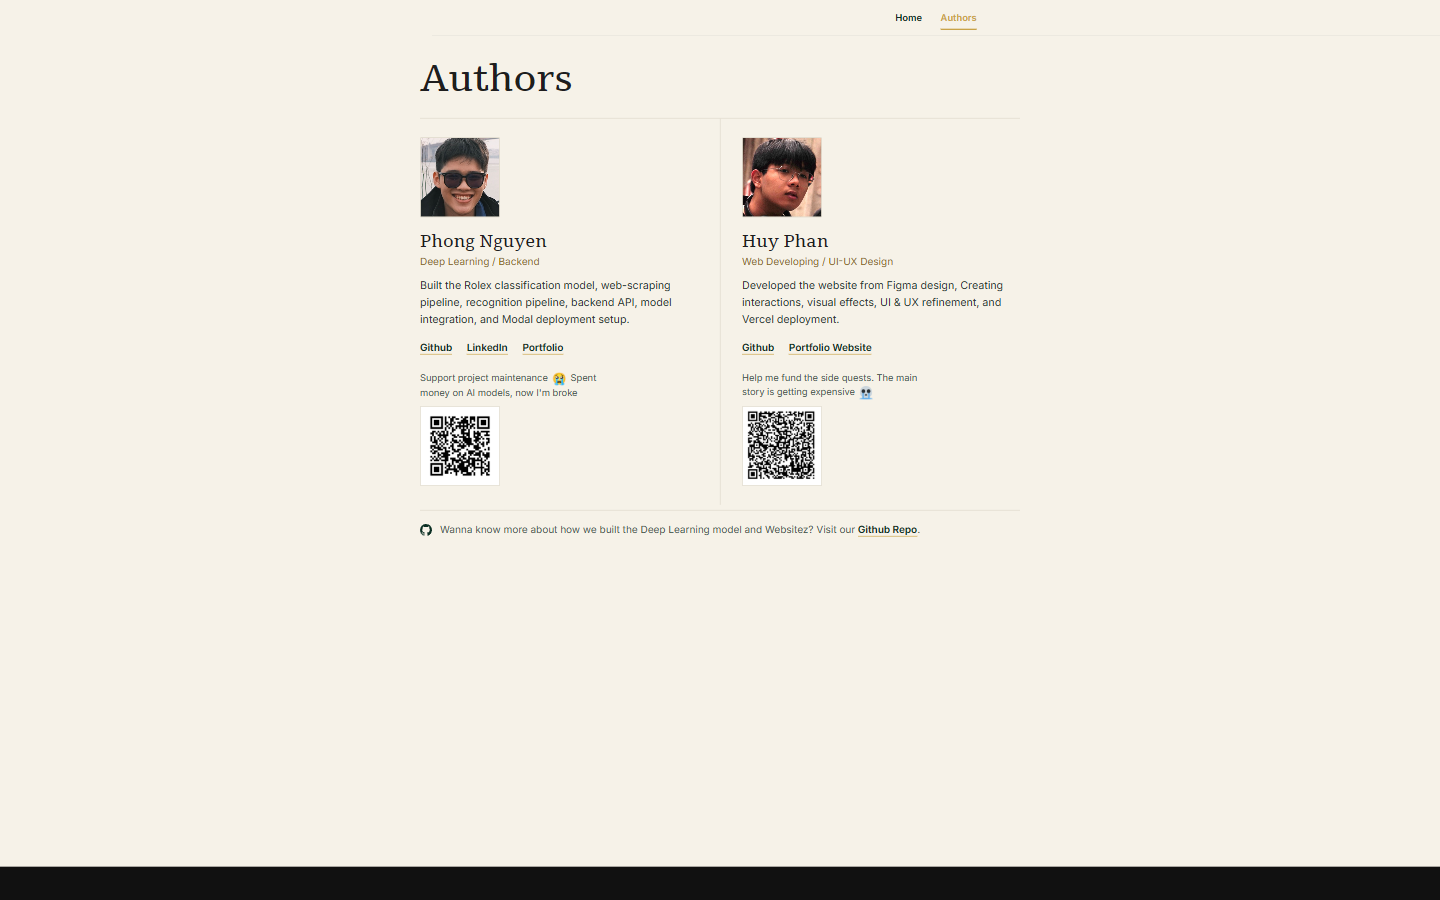 Home Authors
Authors
Phong Nguyen
Deep Learning / Backend
Built the Rolex classification model, web-scraping
pipeline, recognition pipeline, backend API, model
integration, and Modal deployment setup.
Github LinkedIn Portfolio
Support project maintenance 😭 Spent
money on AI models, now I'm broke
Huy Phan
Web Developing / UI-UX Design
Developed the website from Figma design, Creating
interactions, visual effects, UI & UX refinement, and
Vercel deployment.
Github Portfolio Website
Help me fund the side quests. The main
story is getting expensive
Wanna know more about how we built the Deep Learning model and Websitez? Visit our Github Repo.